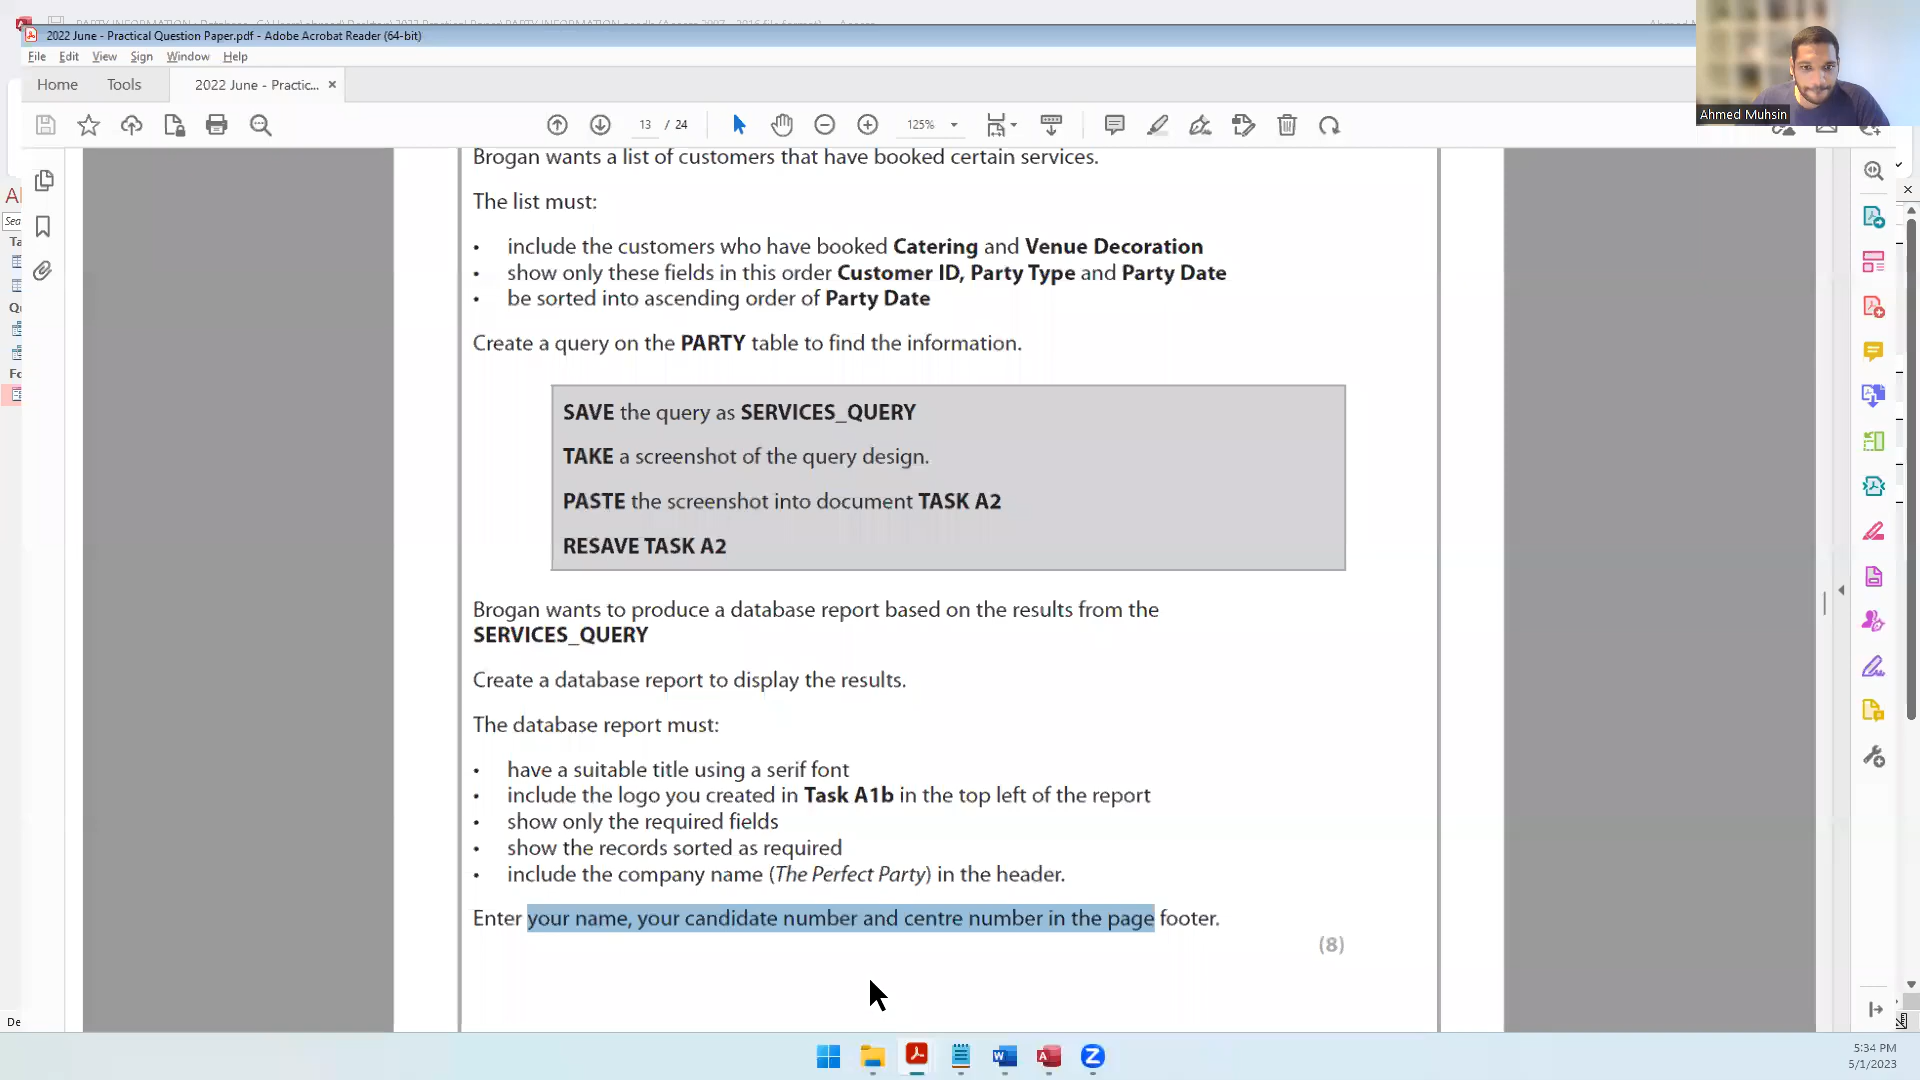 2022 June - Practical Question Paper.pdf - Adobe Acrobat Reader (64-bit)
File Edit View Sign Window Help
Home Tools 2022 June - Practic... ×
13 / 24 125%
Ahmed Muhsin
Brogan wants a list of customers that have booked certain services.
The list must:
• include the customers who have booked Catering and Venue Decoration
• show only these fields in this order Customer ID, Party Type and Party Date
• be sorted into ascending order of Party Date
Create a query on the PARTY table to find the information.
SAVE the query as SERVICES_QUERY
TAKE a screenshot of the query design.
PASTE the screenshot into document TASK A2
RESAVE TASK A2
Brogan wants to produce a database report based on the results from the
SERVICES_QUERY
Create a database report to display the results.
The database report must:
• have a suitable title using a serif font
• include the logo you created in Task A1b in the top left of the report
• show only the required fields
• show the records sorted as required
• include the company name (The Perfect Party) in the header.
Enter your name, your candidate number and centre number in the page footer.
(8)
De
5:34 PM
5/1/2023